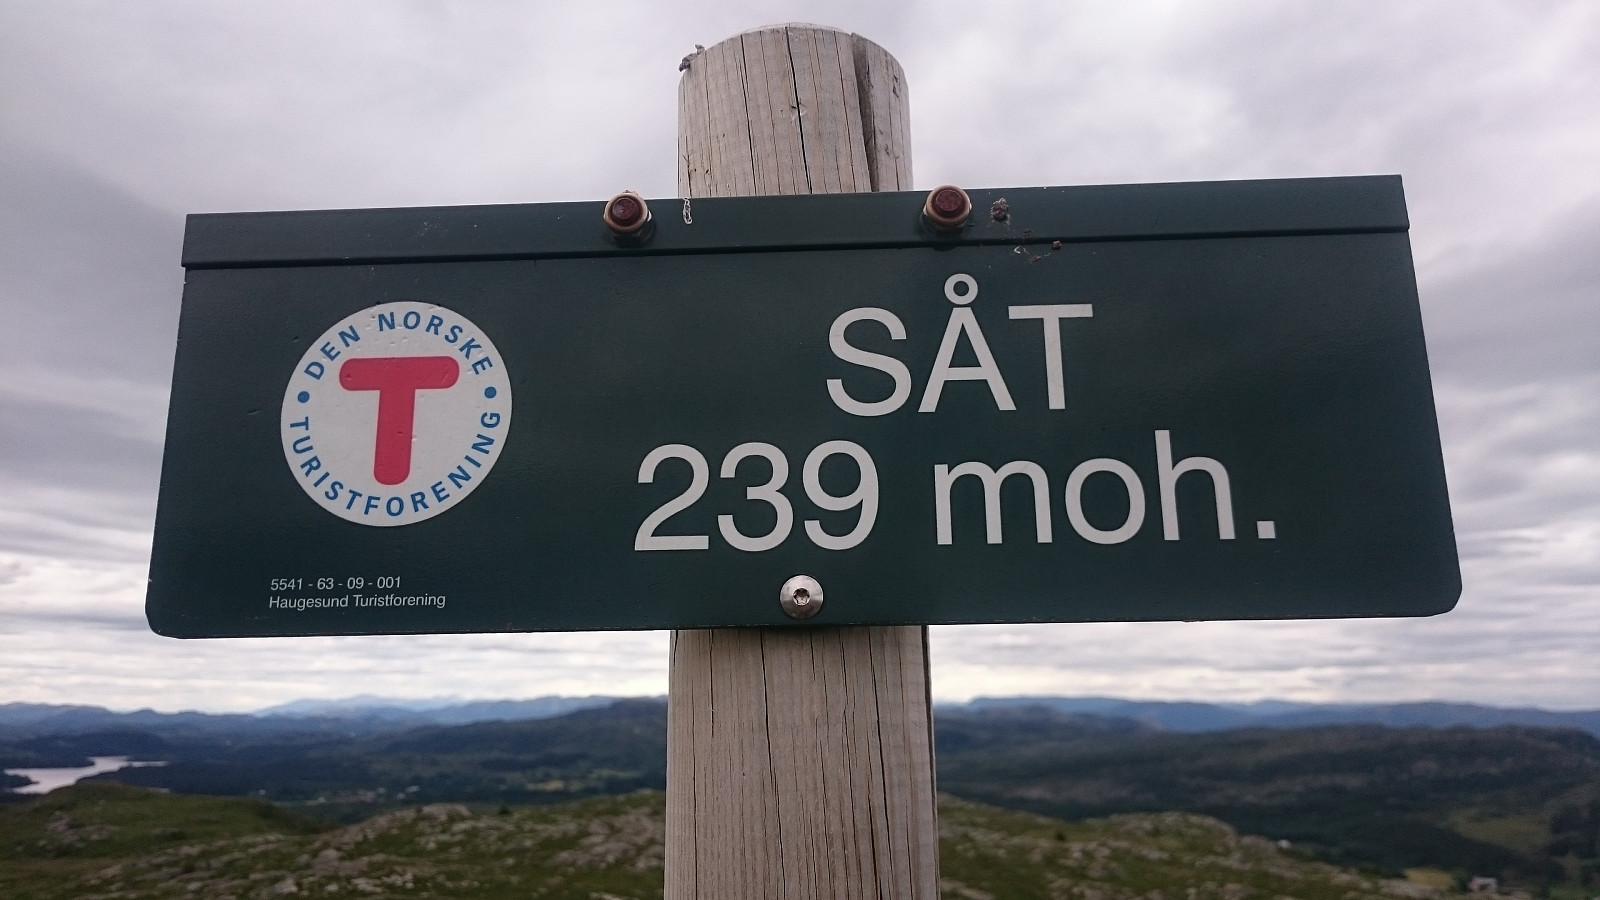 DEN NORSKE
TURISTFORENING
T
SÅT
239 moh.
5541 - 63 - 09 - 001
Haugesund Turistforening